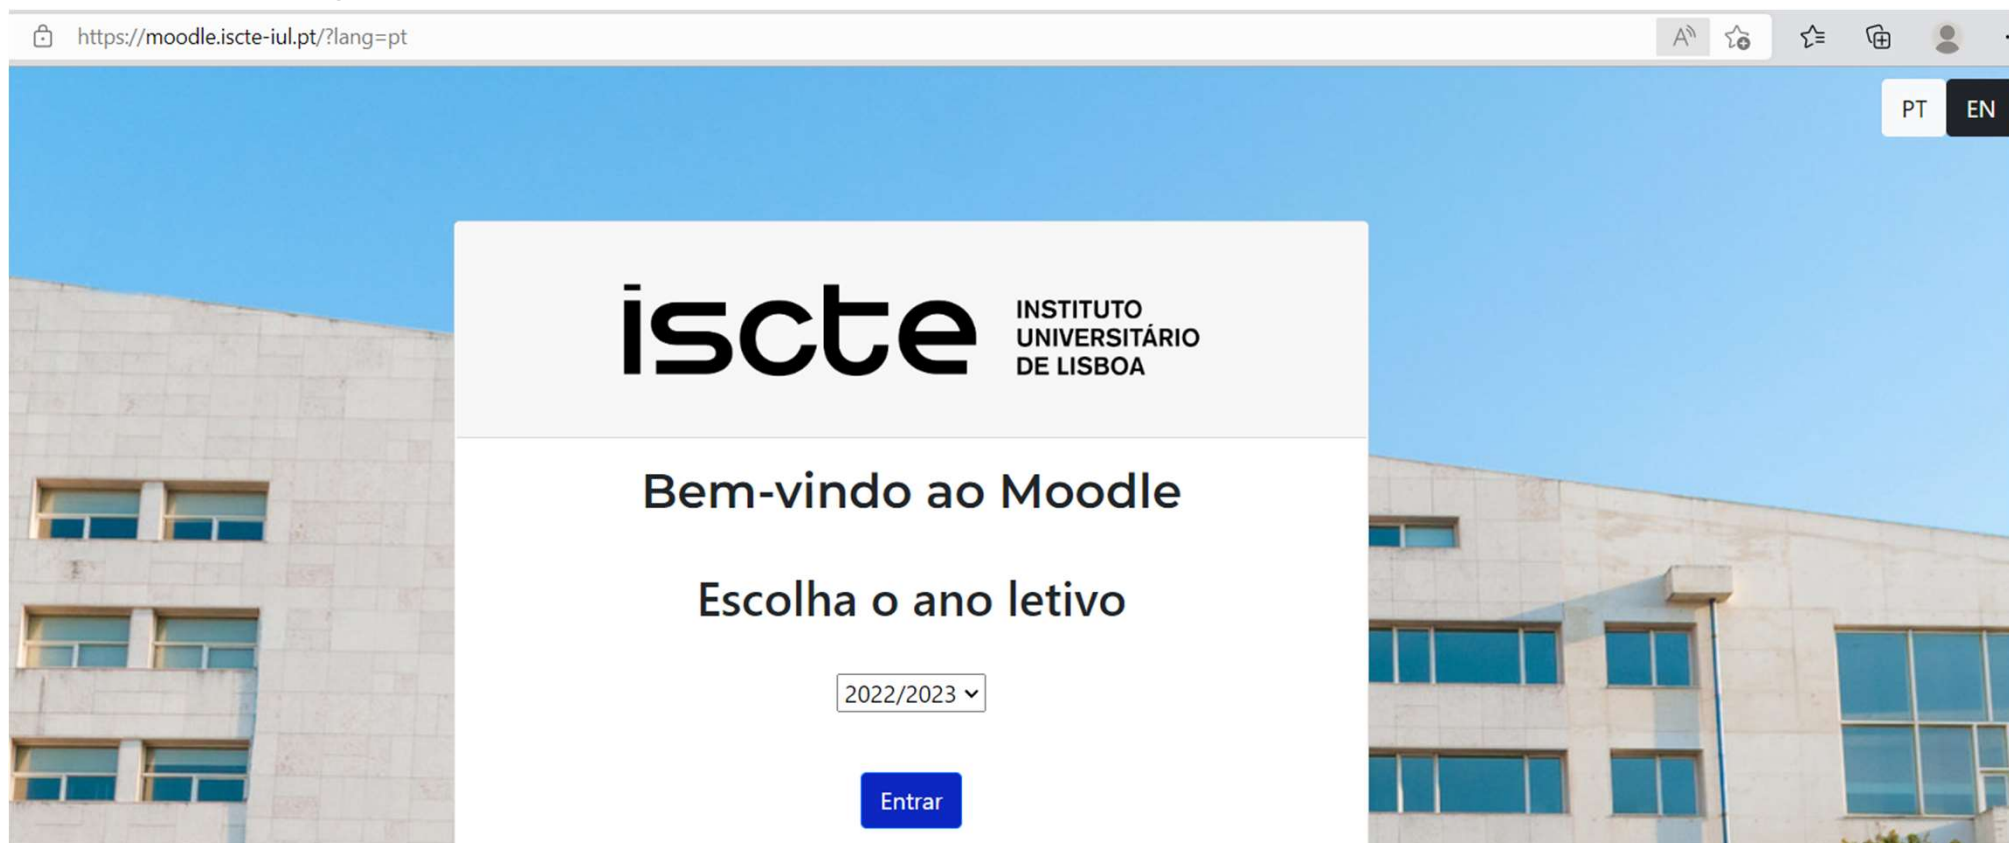 https://moodle.iscte-iul.pt/?lang=pt
PT EN
iscte
INSTITUTO
UNIVERSITÁRIO
DE LISBOA
Bem-vindo ao Moodle
Escolha o ano letivo
2022/2023
Entrar